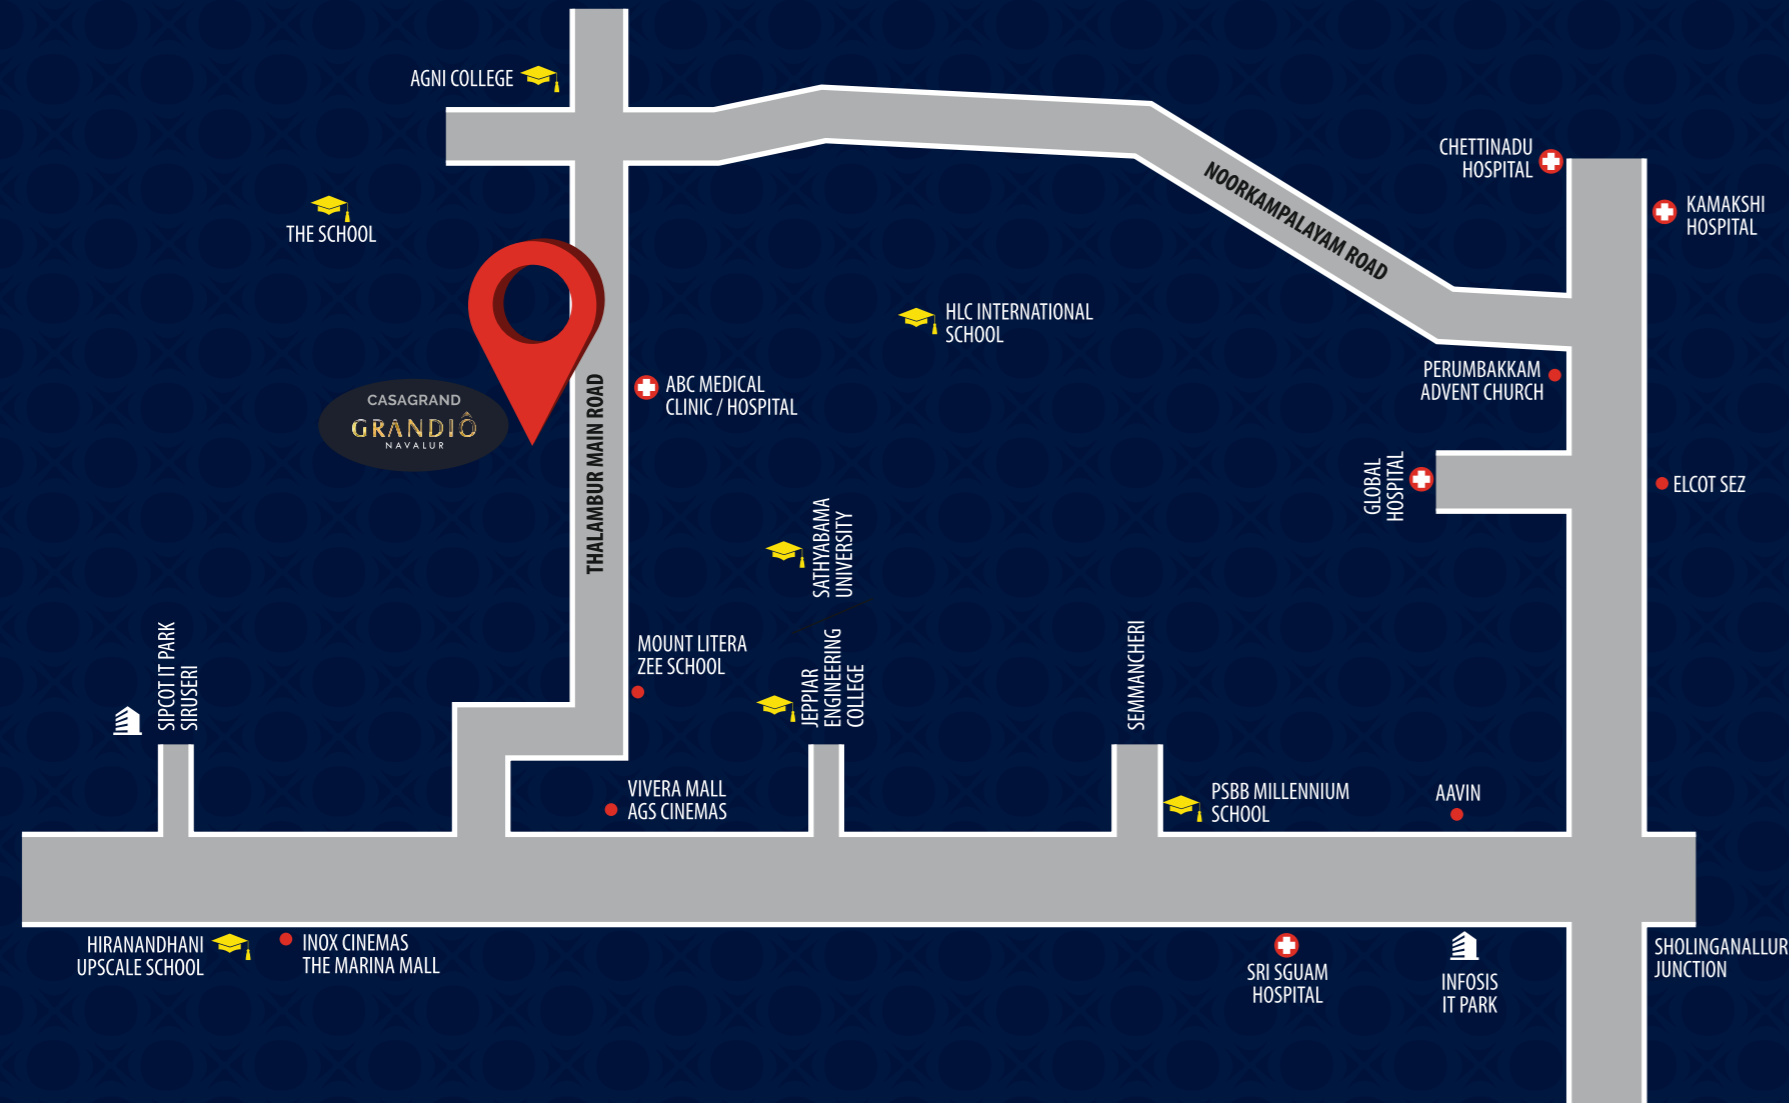 AGNI COLLEGE
THE SCHOOL
NOORKAMPALAYAM ROAD
CHETTINADU
HOSPITAL
KAMAKSHI
HOSPITAL
HLC INTERNATIONAL
SCHOOL
PERUMBAKKAM
ADVENT CHURCH
ABC MEDICAL
CLINIC / HOSPITAL
CASAGRAND
GRANDIÔ
NAVALUR
THALAMBUR MAIN ROAD
GLOBAL
HOSPITAL
ELCOT SEZ
SATHYABAMA
UNIVERSITY
SIPCOT IT PARK
SIRUSERI
MOUNT LITERA
ZEE SCHOOL
JEPPIAR
ENGINEERING
COLLEGE
SEMMANCHERI
VIVERA MALL
AGS CINEMAS
PSBB MILLENNIUM
SCHOOL
AAVIN
HIRANANDHANI
UPSCALE SCHOOL
INOX CINEMAS
THE MARINA MALL
SRI SGUAM
HOSPITAL
INFOSIS
IT PARK
SHOLINGANALLUR
JUNCTION